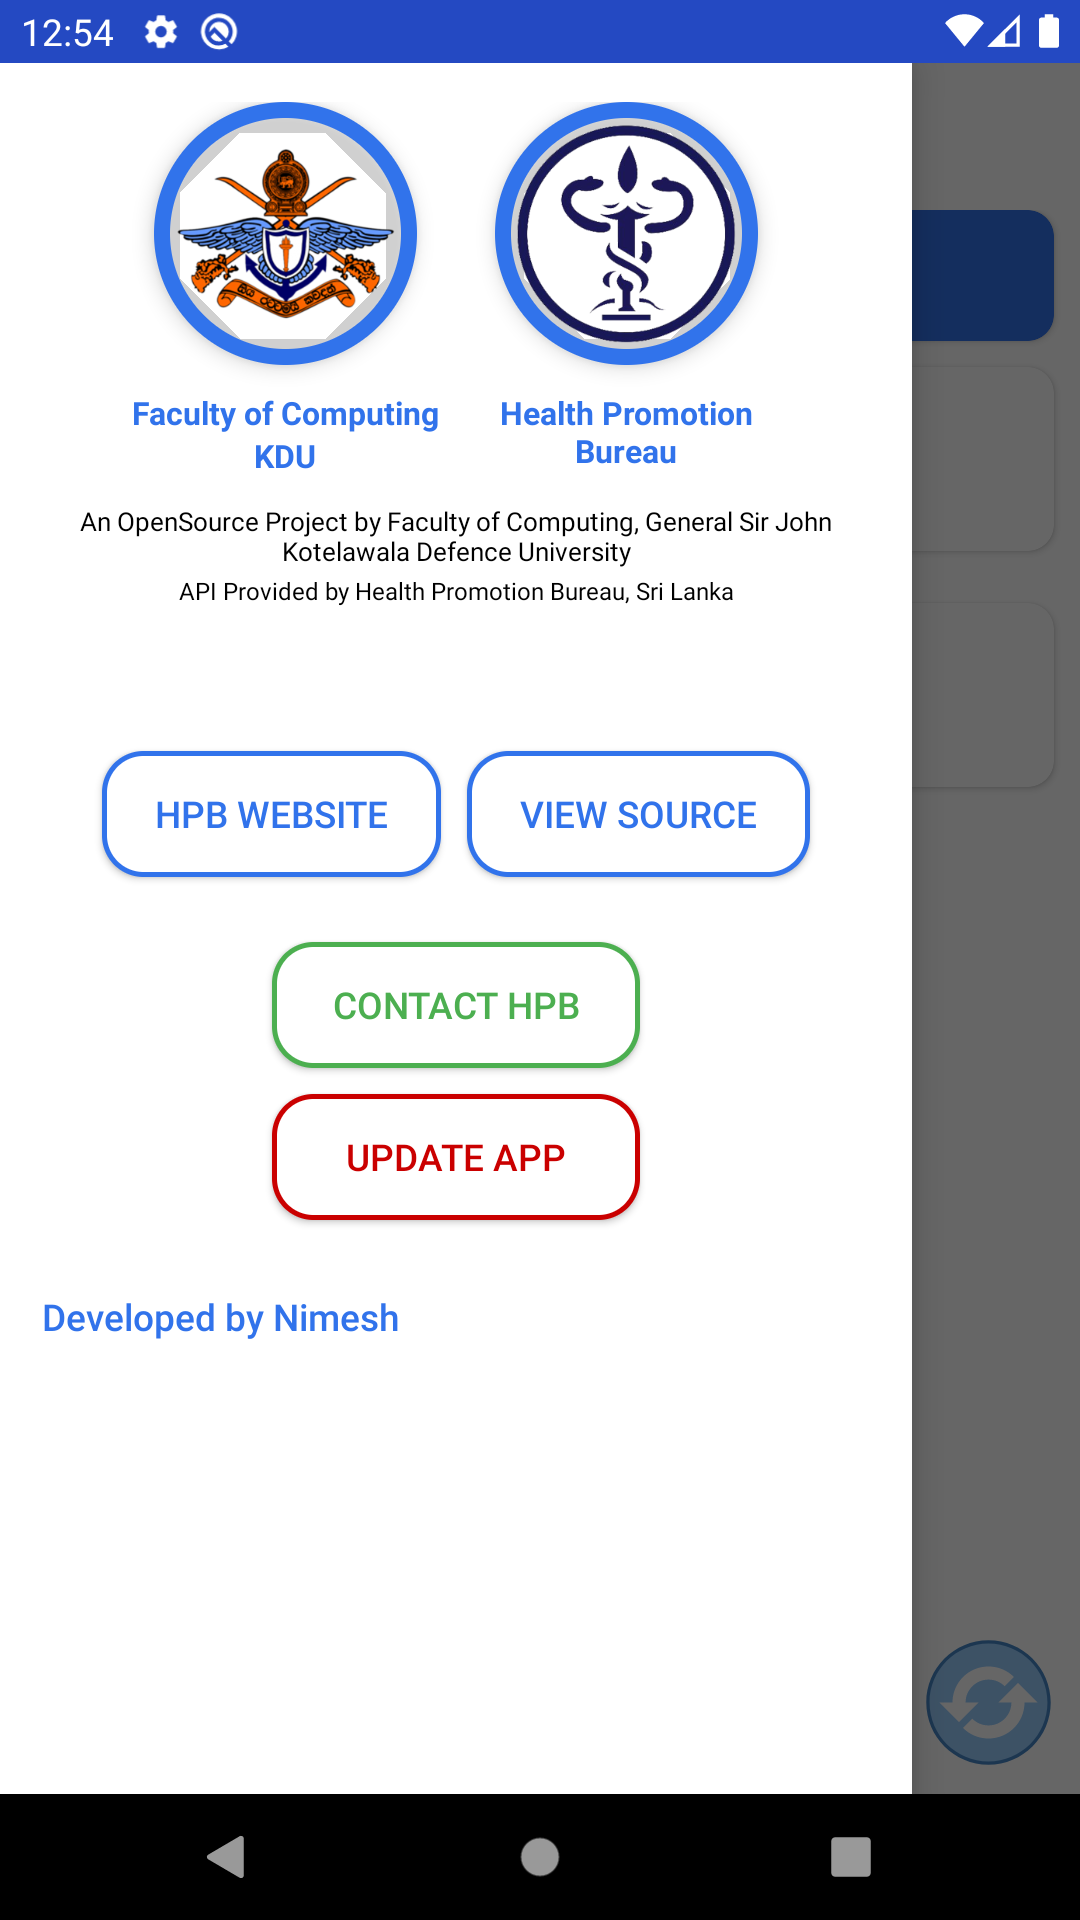 12:54
Faculty of Computing
KDU
Health Promotion
Bureau
An OpenSource Project by Faculty of Computing, General Sir John
Kotelawala Defence University
API Provided by Health Promotion Bureau, Sri Lanka
HPB WEBSITE
VIEW SOURCE
CONTACT HPB
UPDATE APP
Developed by Nimesh